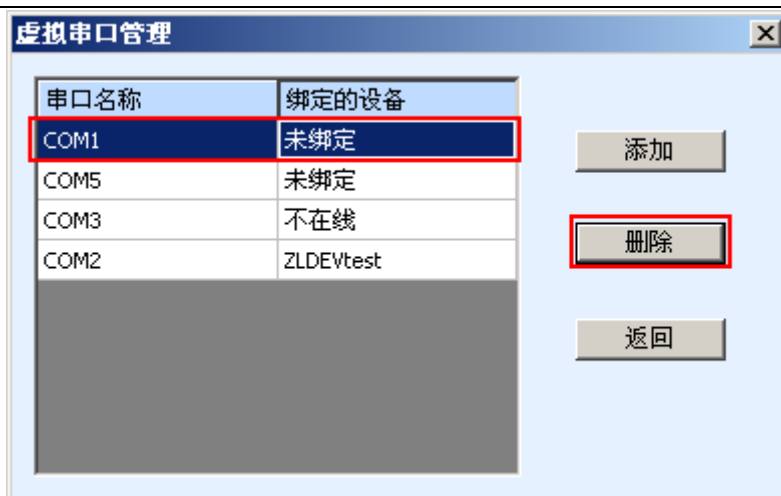 虚拟串口管理
串口名称 绑定的设备
COM1 未绑定
COM5 未绑定
COM3 不在线
COM2 ZLDEVtest
添加
删除
返回